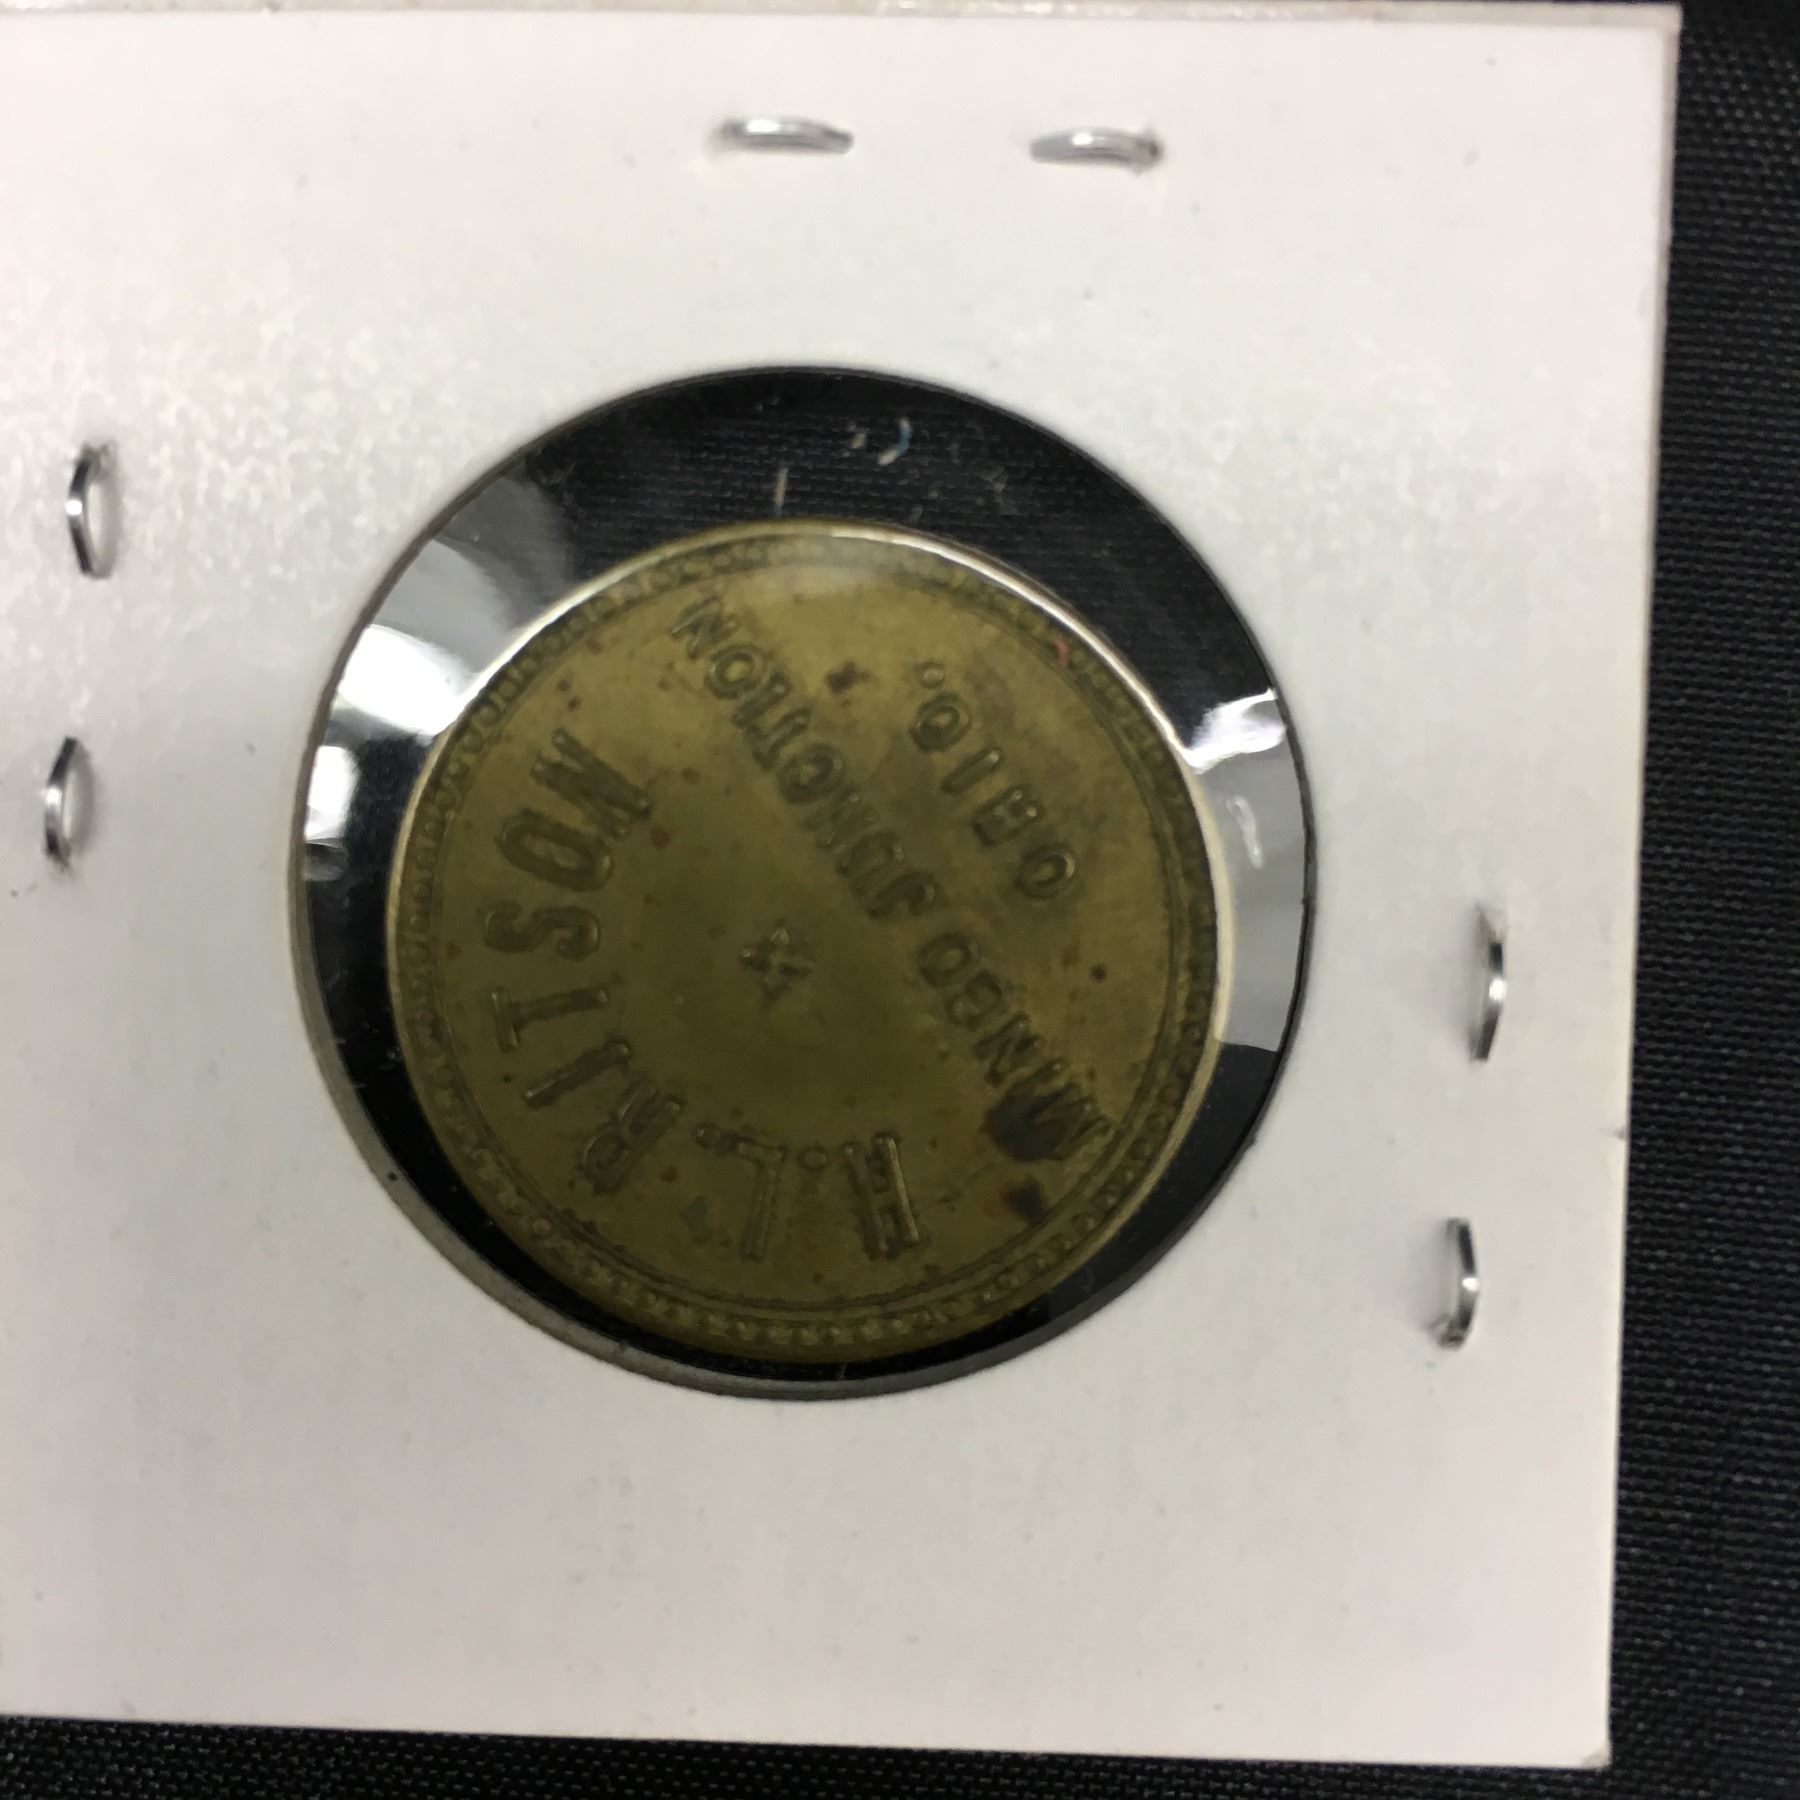 H. L. RITSON
MINGO JUNCTION
OHIO.